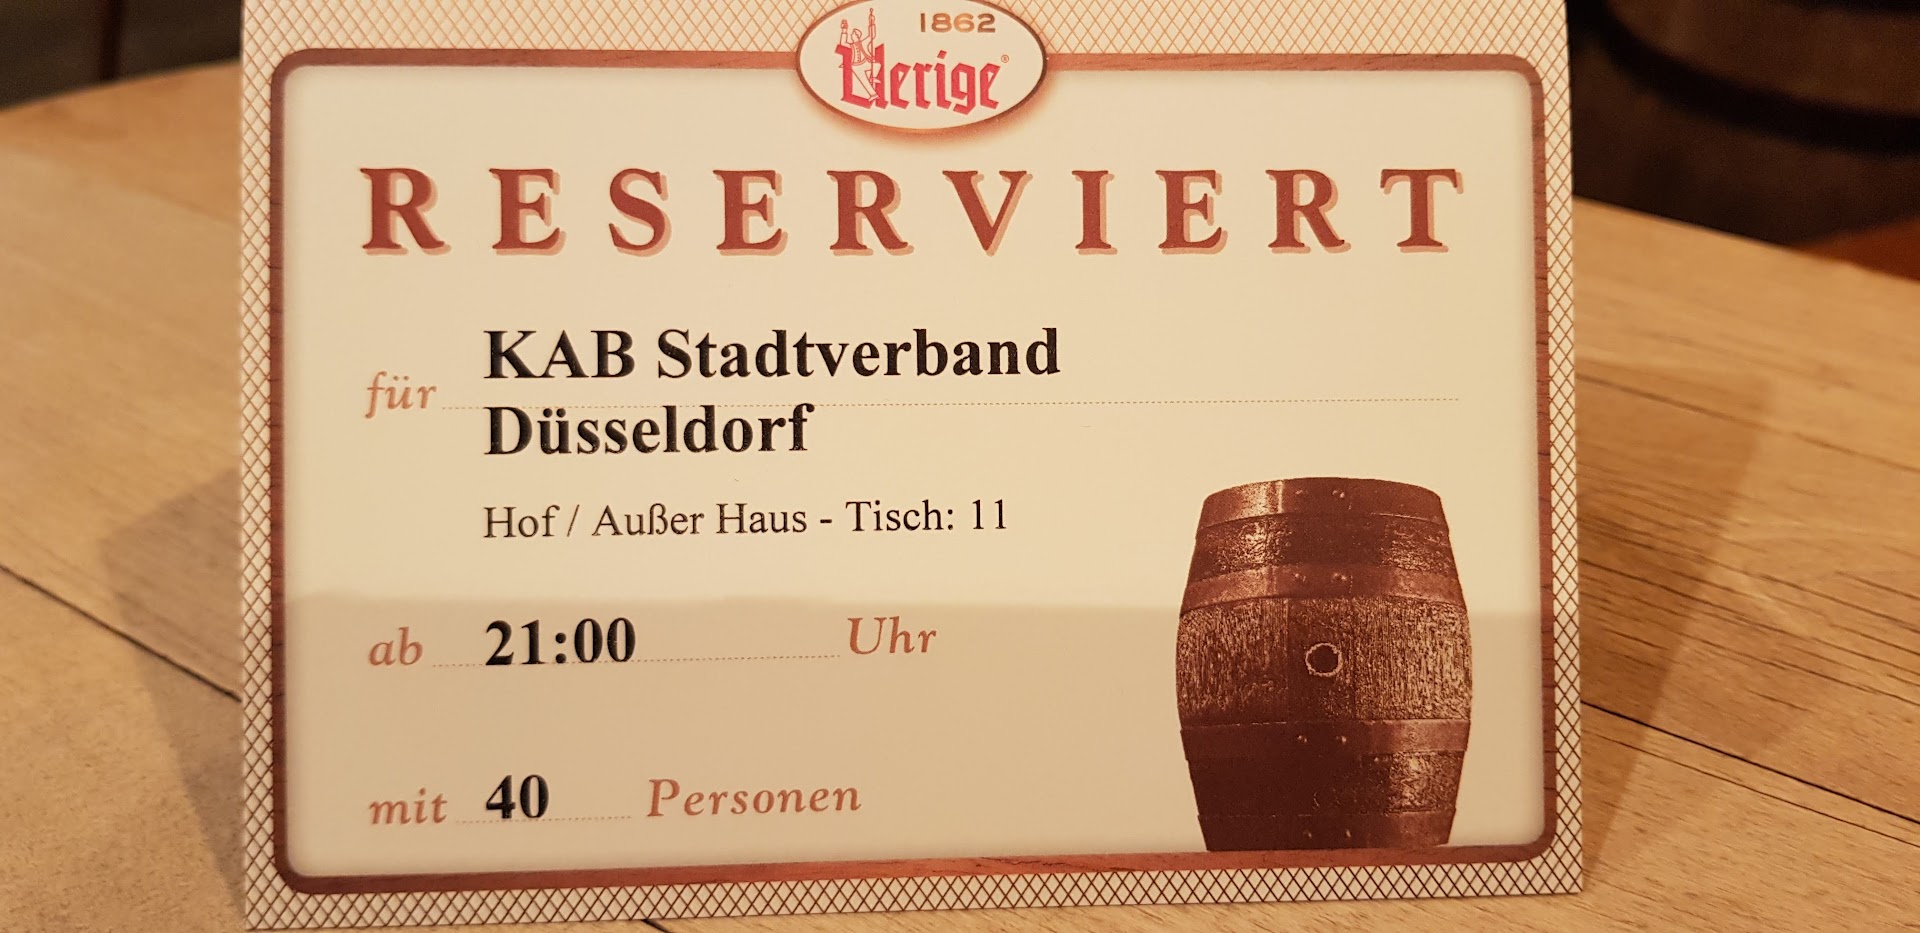 1862
Uerige®
RESERVIERT
für KAB Stadtverband
Düsseldorf
Hof / Außer Haus - Tisch: 11
ab 21:00 Uhr
mit 40 Personen